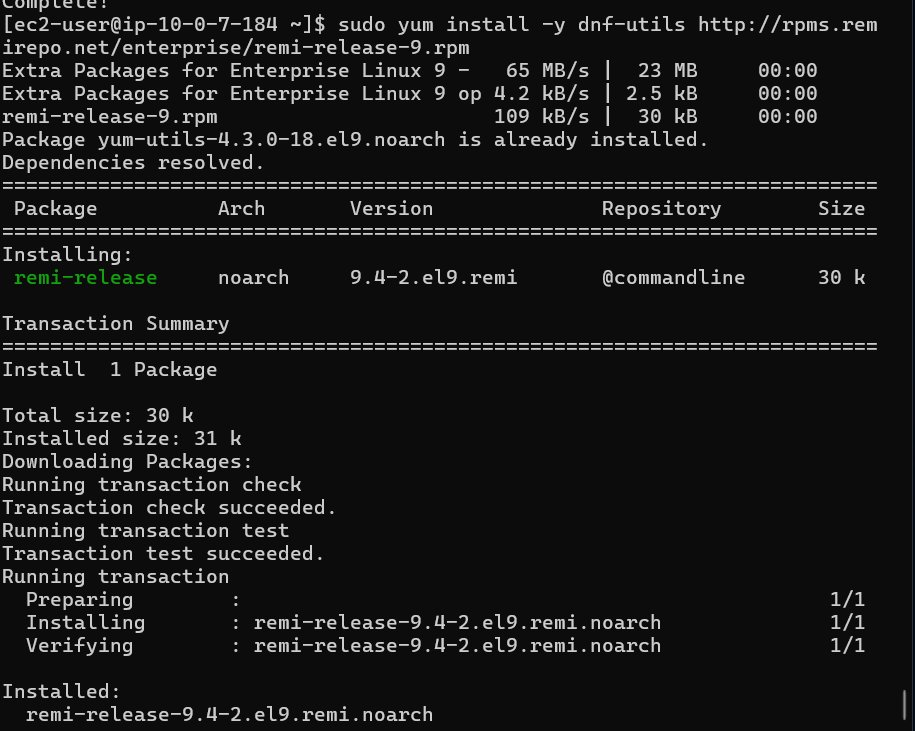 Complete!
[ec2-user@ip-10-0-7-184 ~]$ sudo yum install -y dnf-utils http://rpms.rem
irepo.net/enterprise/remi-release-9.rpm
Extra Packages for Enterprise Linux 9 -   65 MB/s |  23 MB     00:00
Extra Packages for Enterprise Linux 9 op 4.2 kB/s | 2.5 kB     00:00
remi-release-9.rpm                       109 kB/s |  30 kB     00:00
Package yum-utils-4.3.0-18.el9.noarch is already installed.
Dependencies resolved.
=========================================================================
 Package          Arch       Version              Repository        Size
=========================================================================
Installing:
 remi-release     noarch     9.4-2.el9.remi       @commandline      30 k

Transaction Summary
=========================================================================
Install  1 Package

Total size: 30 k
Installed size: 31 k
Downloading Packages:
Running transaction check
Transaction check succeeded.
Running transaction test
Transaction test succeeded.
Running transaction
  Preparing        :                                                 1/1
  Installing       : remi-release-9.4-2.el9.remi.noarch              1/1
  Verifying        : remi-release-9.4-2.el9.remi.noarch              1/1

Installed:
  remi-release-9.4-2.el9.remi.noarch